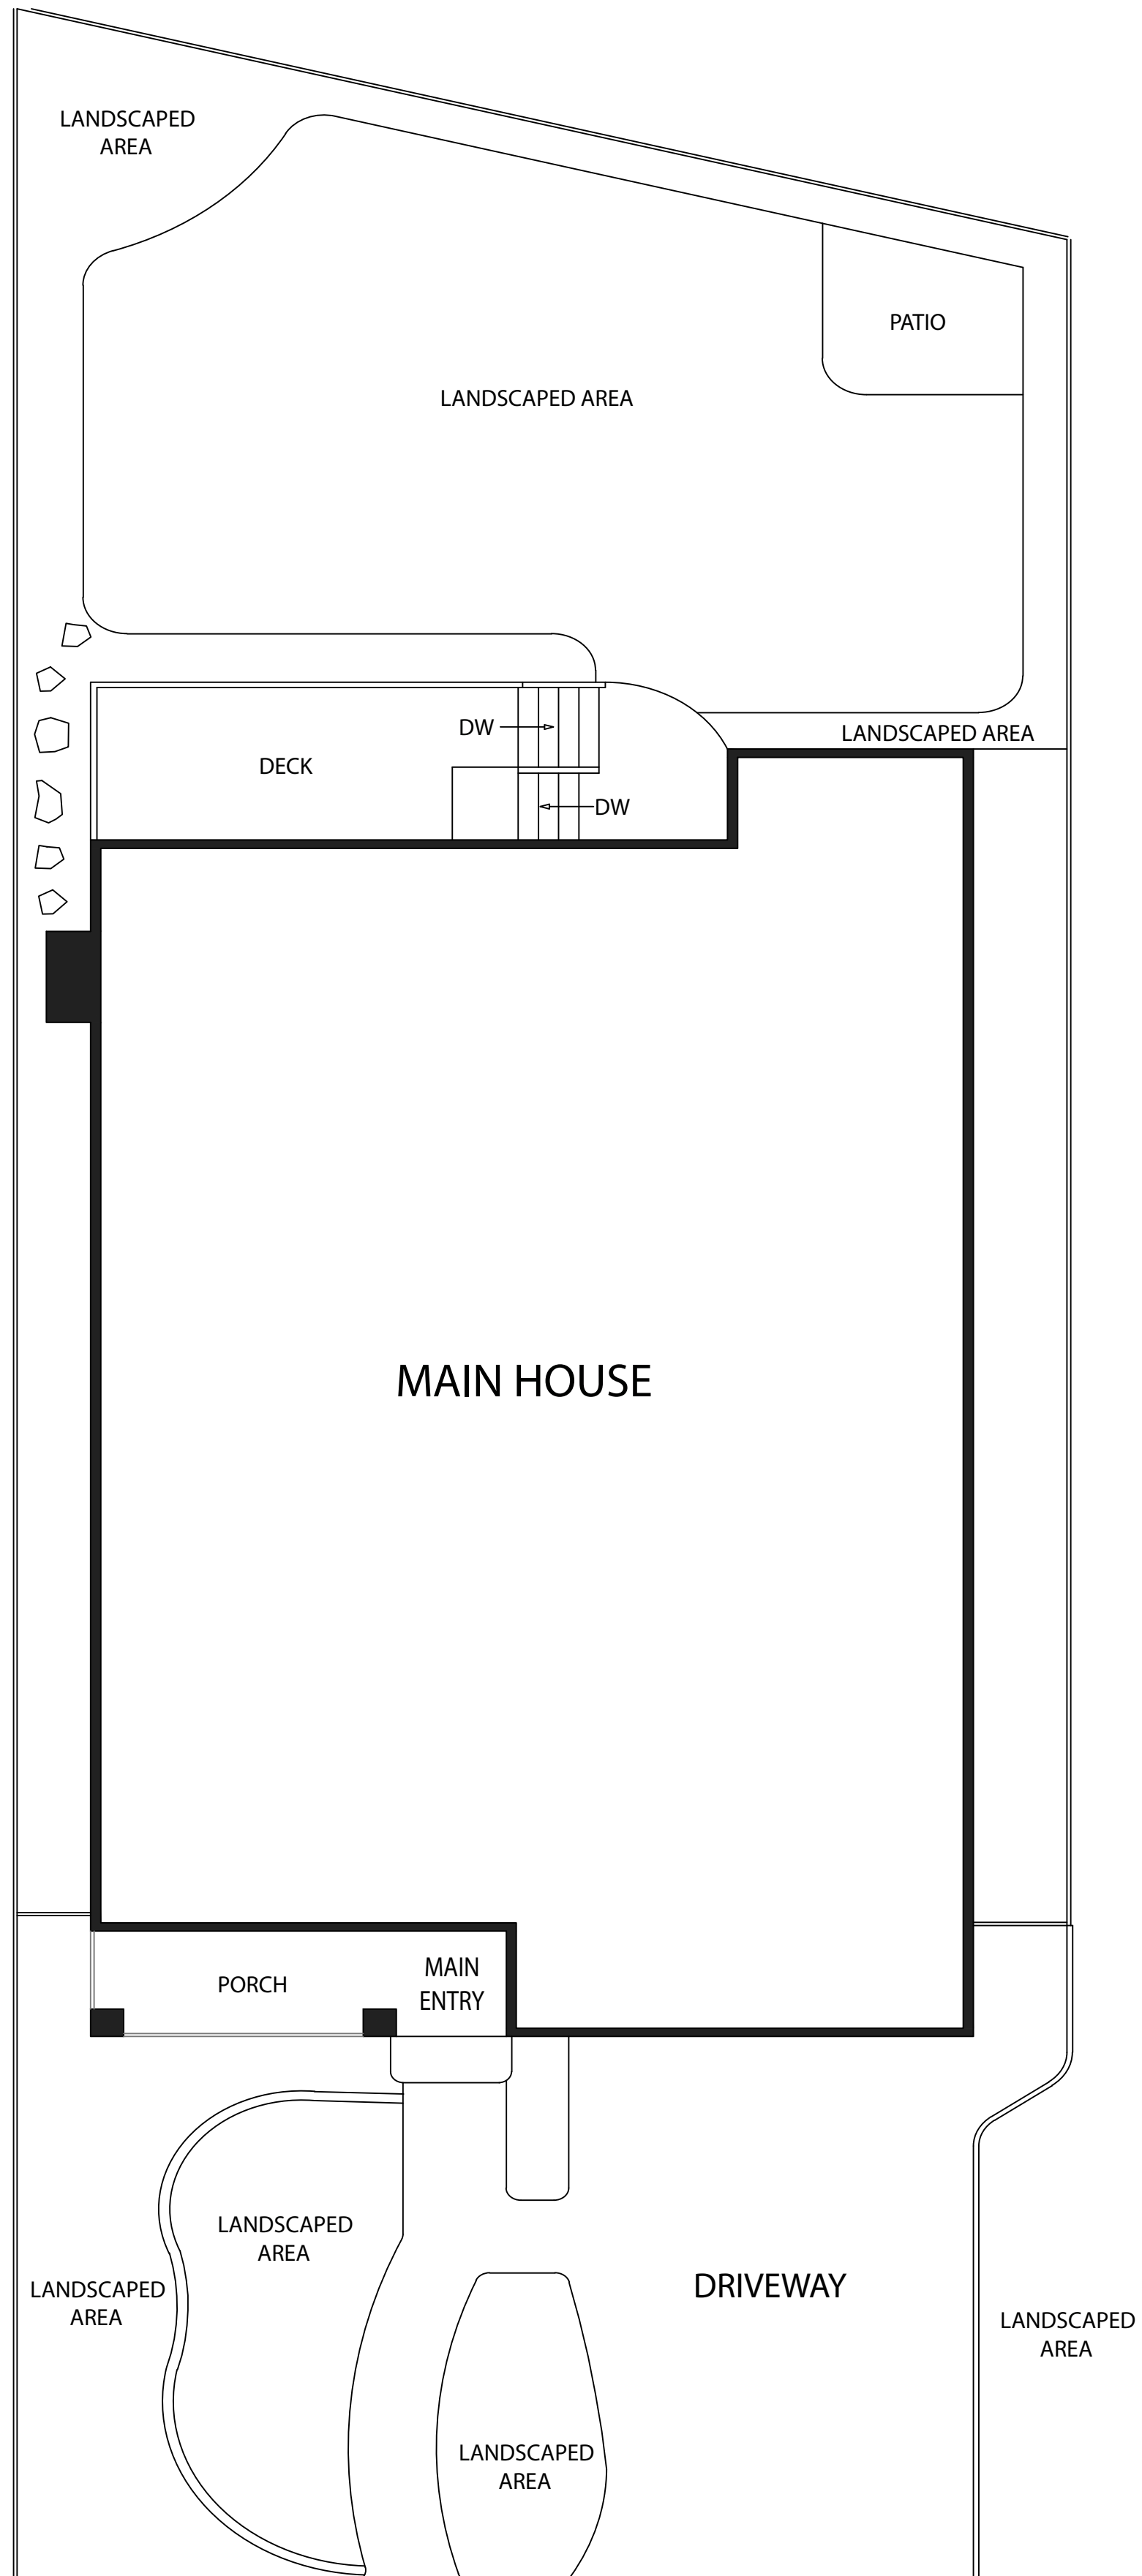 LANDSCAPED
AREA
PATIO
LANDSCAPED AREA
DW
LANDSCAPED AREA
DECK
DW
MAIN HOUSE
MAIN
ENTRY
PORCH
LANDSCAPED
AREA
DRIVEWAY
LANDSCAPED
AREA
LANDSCAPED
AREA
LANDSCAPED
AREA